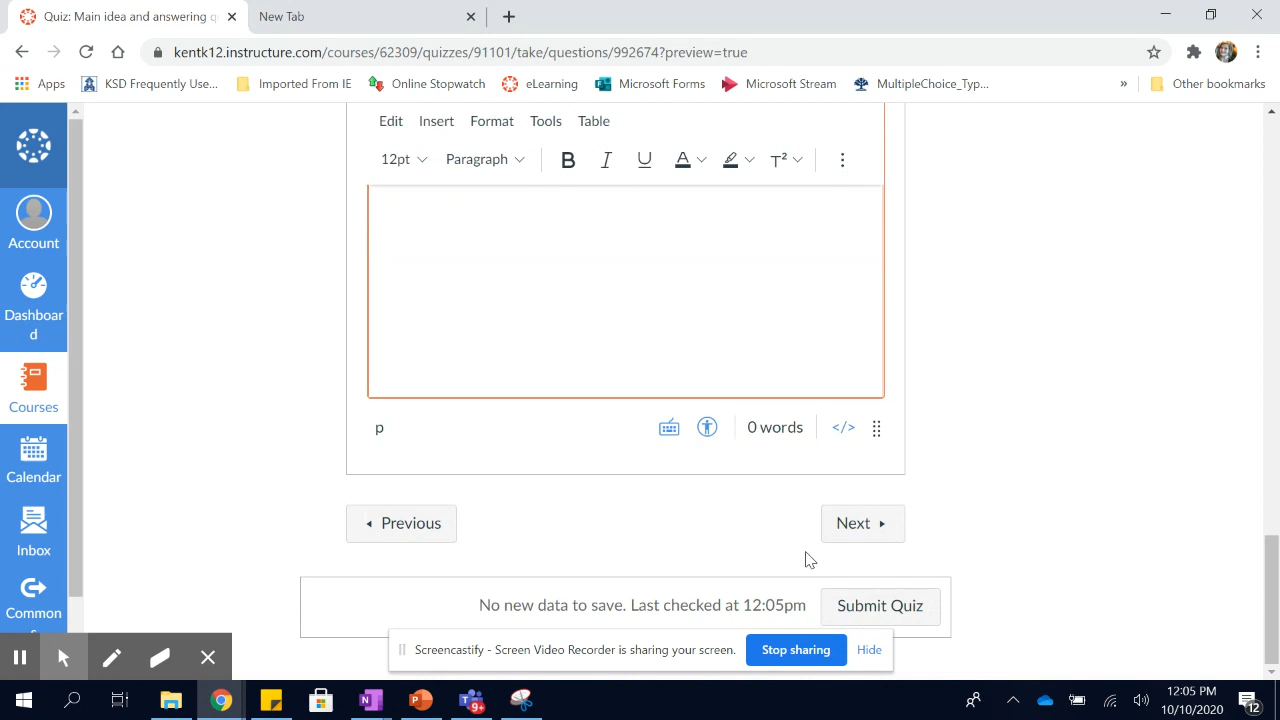 Quiz: Main idea and answering q
New Tab
kentk12.instructure.com/courses/62309/quizzes/91101/take/questions/992674?preview=true
Apps KSD Frequently Use... Imported From IE Online Stopwatch eLearning Microsoft Forms Microsoft Stream MultipleChoice_Typ... » Other bookmarks
Edit Insert Format Tools Table
12pt Paragraph B I U A T²
Account
Dashboar
d
Courses
Calendar
Inbox
Common
p 0 words </>
Previous Next
No new data to save. Last checked at 12:05pm Submit Quiz
Screencastify - Screen Video Recorder is sharing your screen. Stop sharing Hide
12:05 PM
10/10/2020
9+
12